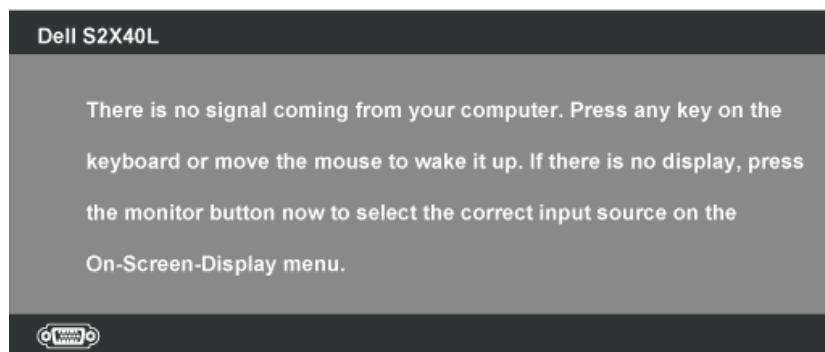 Dell S2X40L
There is no signal coming from your computer. Press any key on the
keyboard or move the mouse to wake it up. If there is no display, press
the monitor button now to select the correct input source on the
On-Screen-Display menu.